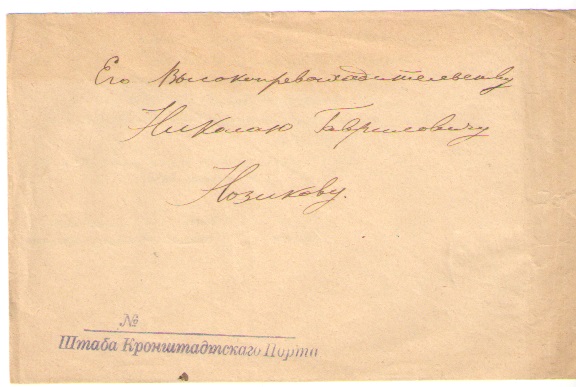 Его Высокопревосходительству
Николаю Гавриловичу
Нозикову.
№
Штаба Кронштадтскаго Порта